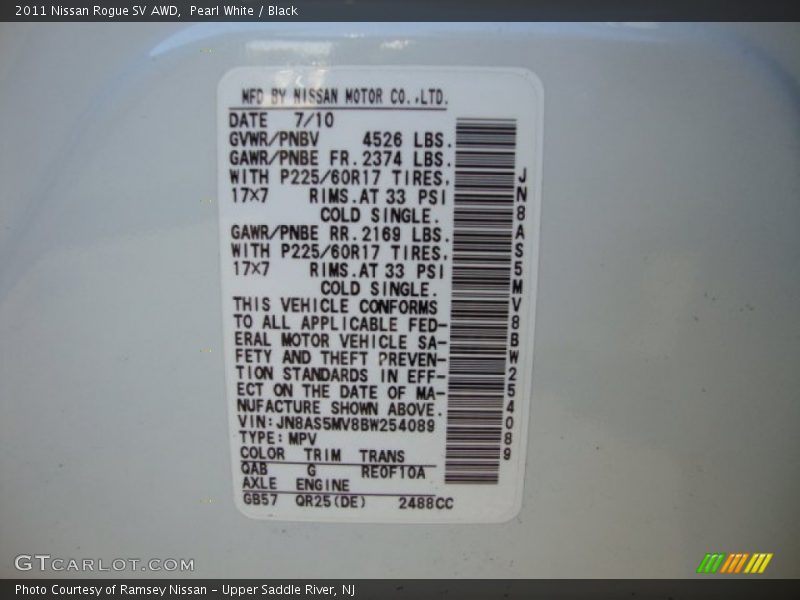 2011 Nissan Rogue SV AWD,  Pearl White / Black
MFD BY NISSAN MOTOR CO.,LTD.
DATE 7/10
GVWR/PNBV 4526 LBS.
GAWR/PNBE FR.2374 LBS.
WITH P225/60R17 TIRES.
17×7 RIMS.AT 33 PSI
COLD SINGLE.
GAWR/PNBE RR.2169 LBS.
WITH P225/60R17 TIRES.
17×7 RIMS.AT 33 PSI
COLD SINGLE.
THIS VEHICLE CONFORMS
TO ALL APPLICABLE FED-
ERAL MOTOR VEHICLE SA-
FETY AND THEFT PREVEN-
TION STANDARDS IN EFF-
ECT ON THE DATE OF MA-
NUFACTURE SHOWN ABOVE.
VIN:JN8AS5MV8BW254089
TYPE:MPV
COLOR TRIM TRANS
QAB G RE0F10A
AXLE ENGINE
GB57 QR25(DE) 2488CC
JN8AS5MV8BW254089
GTCARLOT.COM
Photo Courtesy of Ramsey Nissan - Upper Saddle River, NJ